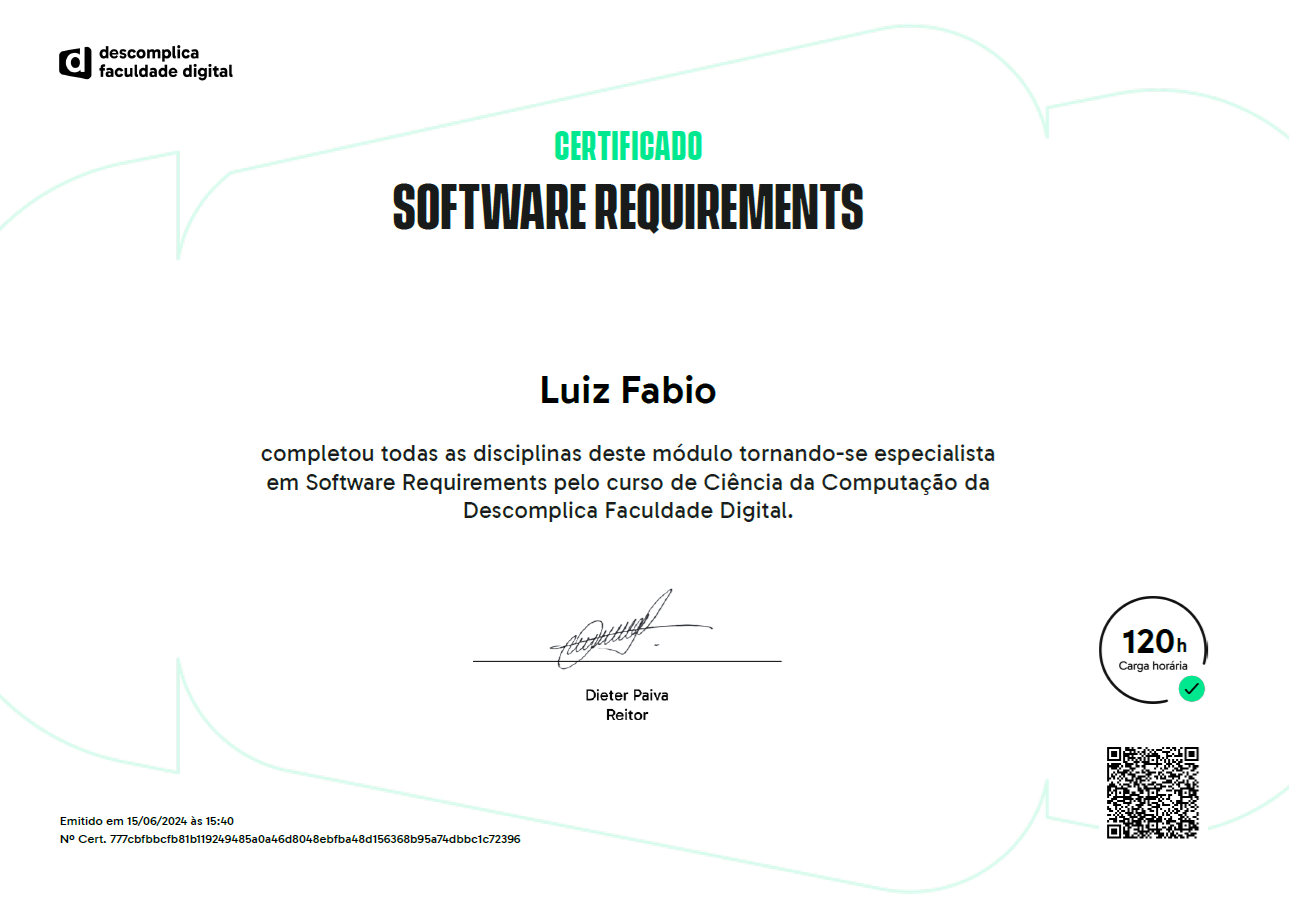 descomplica
faculdade digital
CERTIFICADO
SOFTWARE REQUIREMENTS
Luiz Fabio
completou todas as disciplinas deste módulo tornando-se especialista
em Software Requirements pelo curso de Ciência da Computação da
Descomplica Faculdade Digital.
Dieter Paiva
Reitor
120h
Carga horária
Emitido em 15/06/2024 às 15:40
Nº Cert. 777cbfbbcfb81b119249485a0a46d8048ebfba48d156368b95a74dbbc1c72396